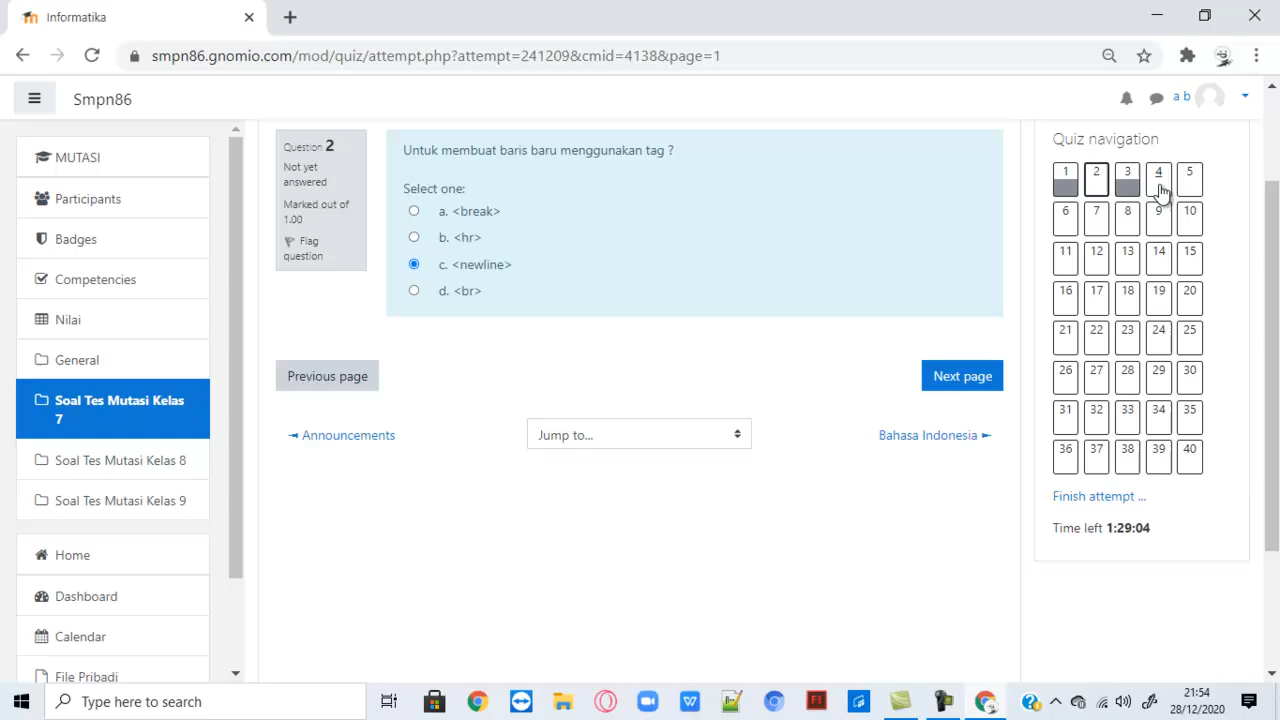 Informatika
smpn86.gnomio.com/mod/quiz/attempt.php?attempt=241209&cmid=4138&page=1
Smpn86
a b
MUTASI
Participants
Badges
Competencies
Nilai
General
Soal Tes Mutasi Kelas
7
Soal Tes Mutasi Kelas 8
Soal Tes Mutasi Kelas 9
Home
Dashboard
Calendar
File Pribadi
Question 2
Not yet
answered
Marked out of
1.00
Flag
question
Untuk membuat baris baru menggunakan tag ?
Select one:
a. <break>
b. <hr>
c. <newline>
d. <br>
Previous page
Next page
◄ Announcements
Jump to...
Bahasa Indonesia ►
Quiz navigation
1 2 3 4 5
6 7 8 9 10
11 12 13 14 15
16 17 18 19 20
21 22 23 24 25
26 27 28 29 30
31 32 33 34 35
36 37 38 39 40
Finish attempt ...
Time left 1:29:04
Type here to search
21:54
28/12/2020